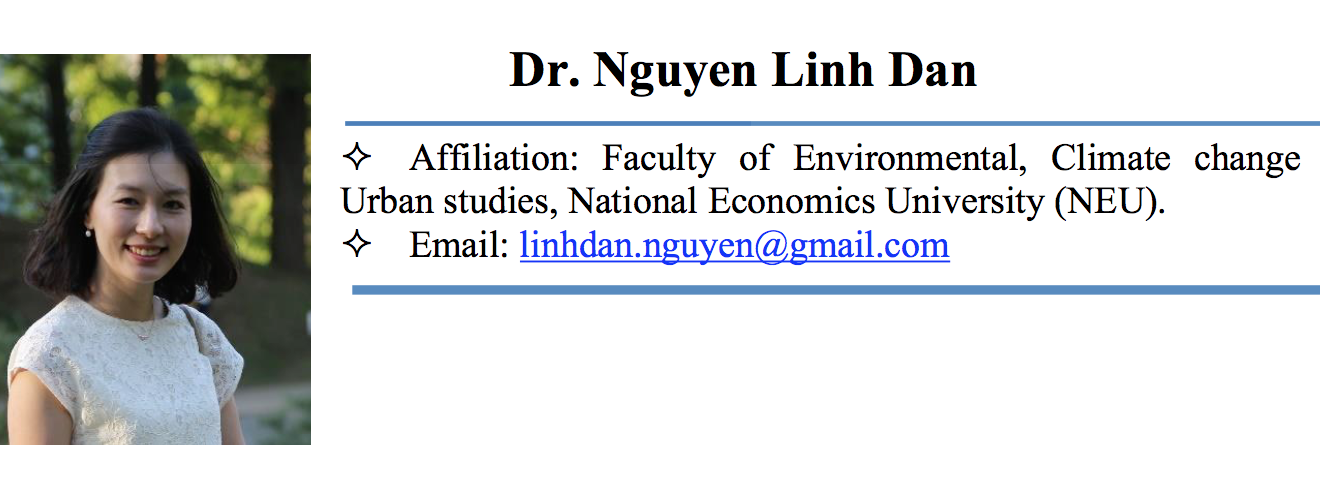 Dr. Nguyen Linh Dan
✧ Affiliation: Faculty of Environmental, Climate change
Urban studies, National Economics University (NEU).
✧ Email: linhdan.nguyen@gmail.com